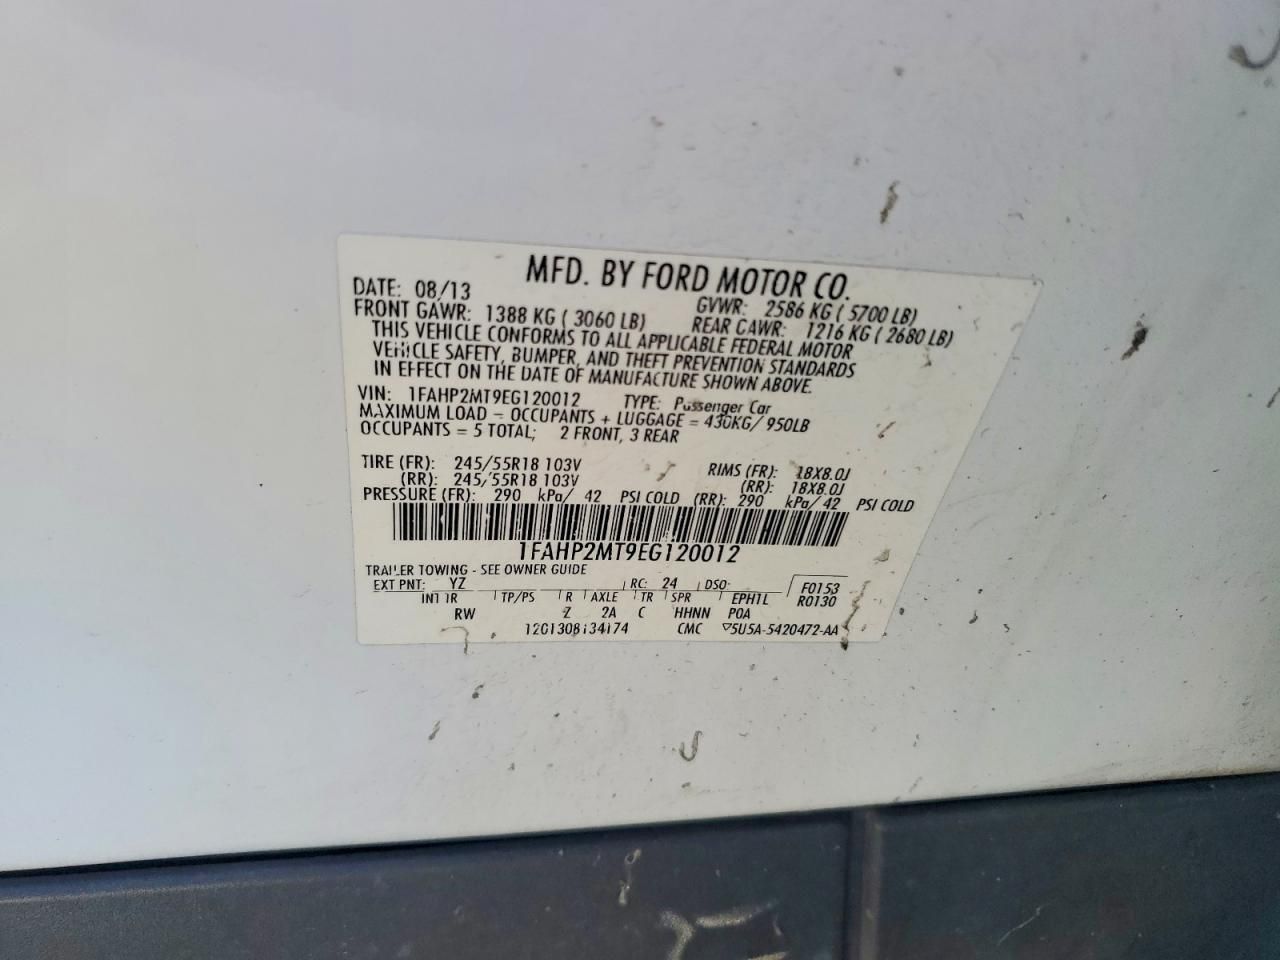 MFD. BY FORD MOTOR CO.
DATE: 08/13 GVWR: 2586 KG ( 5700 LB)
FRONT GAWR: 1388 KG ( 3060 LB) REAR GAWR: 1216 KG ( 2680 LB)
THIS VEHICLE CONFORMS TO ALL APPLICABLE FEDERAL MOTOR
VEHICLE SAFETY, BUMPER, AND THEFT PREVENTION STANDARDS
IN EFFECT ON THE DATE OF MANUFACTURE SHOWN ABOVE.
VIN: 1FAHP2MT9EG120012 TYPE: Passenger Car
MAXIMUM LOAD - OCCUPANTS + LUGGAGE = 430KG/ 950LB
OCCUPANTS = 5 TOTAL; 2 FRONT, 3 REAR
TIRE (FR): 245/55R18 103V RIMS (FR): 18X8.0J
(RR): 245/55R18 103V (RR): 18X8.0J
PRESSURE (FR): 290 kPa/ 42 PSI COLD (RR): 290 kPa/ 42 PSI COLD
1FAHP2MT9EG120012
TRAILER TOWING - SEE OWNER GUIDE
EXT PNT: YZ RC: 24 DSO: F0153
INT TR TP/PS R AXLE TR SPR EPHTL R0130
RW Z 2A C HHNN POA
CMC 5U5A-5420472-AA